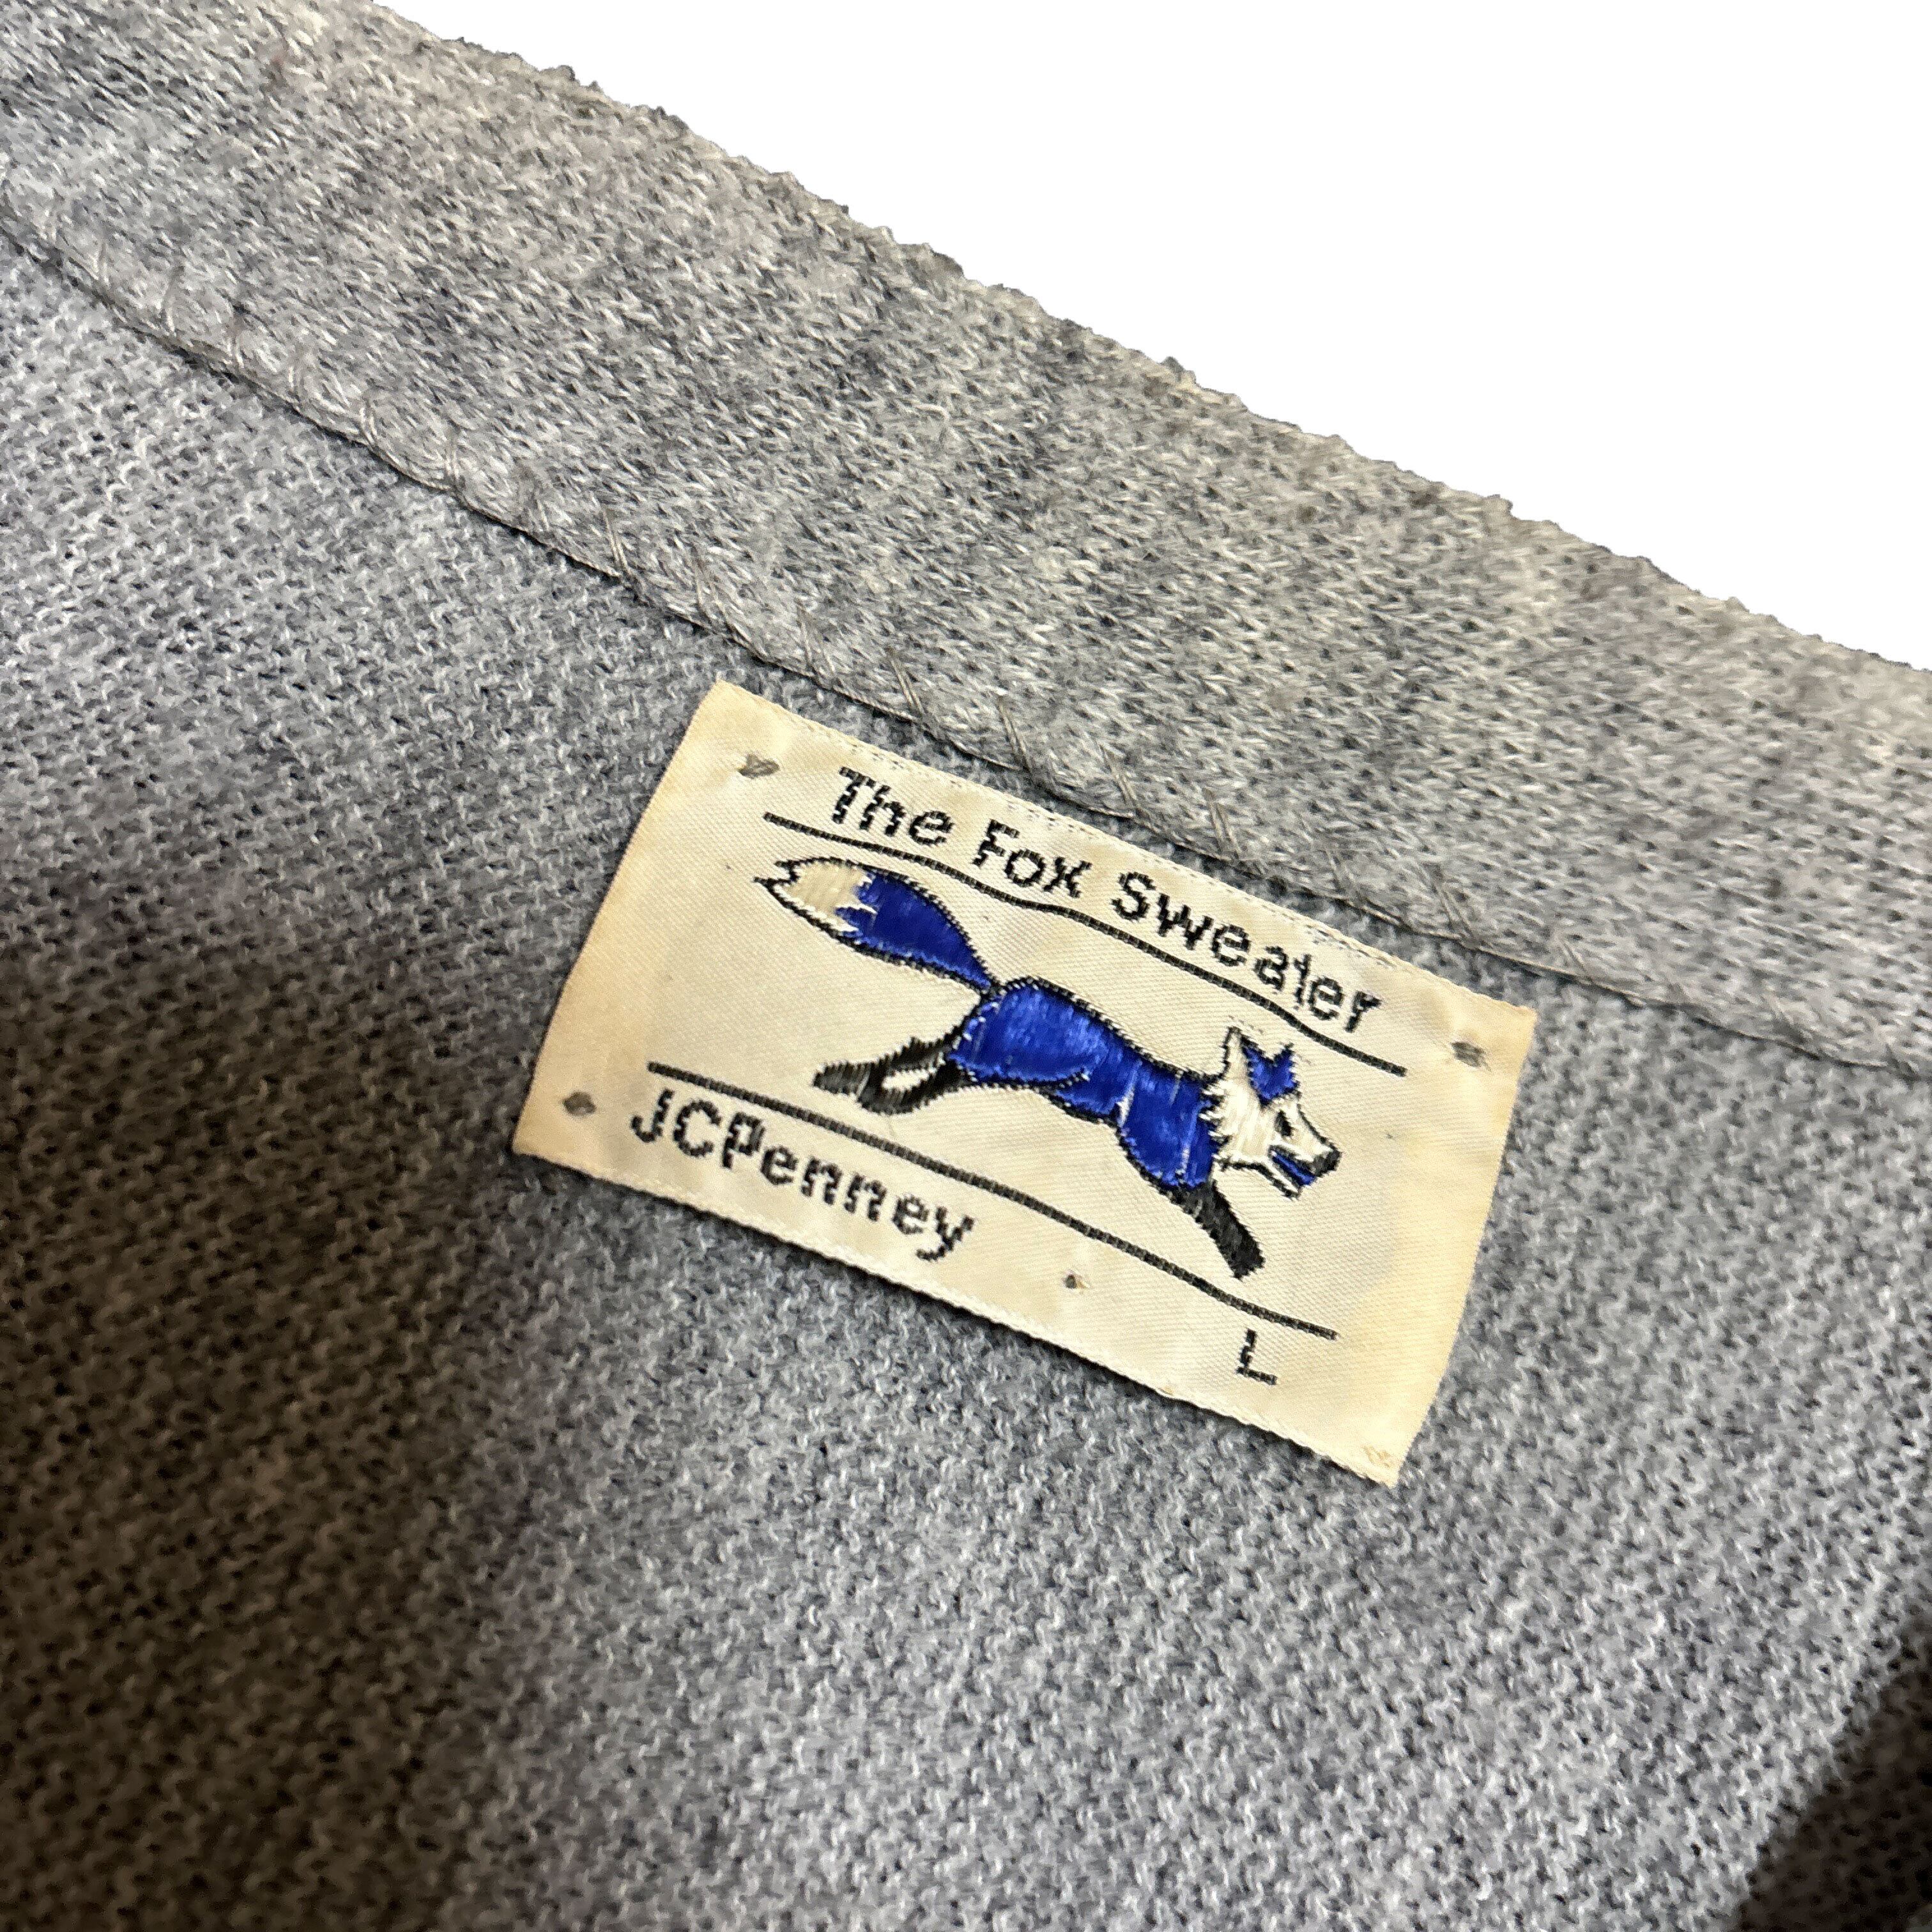 The Fox Sweater
JCPenney
L